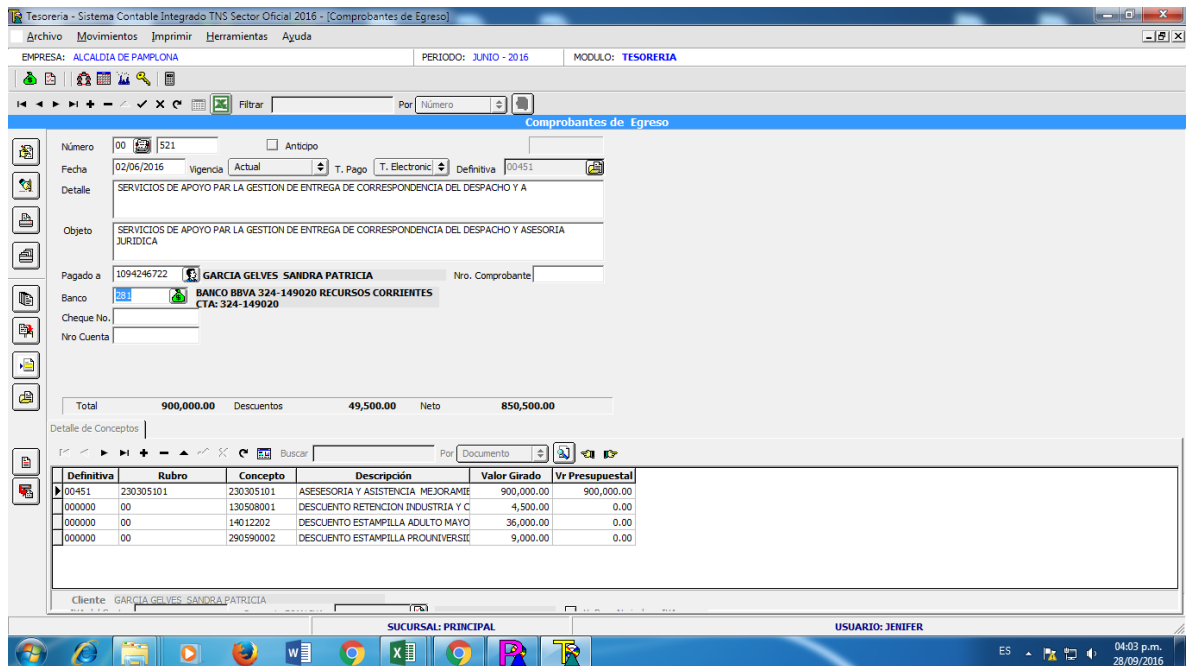 Tesoreria - Sistema Contable Integrado TNS Sector Oficial 2016 - [Comprobantes de Egreso]
Archivo Movimientos Imprimir Herramientas Ayuda
EMPRESA: ALCALDIA DE PAMPLONA PERIODO: JUNIO - 2016 MODULO: TESORERIA
Filtrar Por Número
Comprobantes de Egreso
Número 00 521 Anticipo
Fecha 02/06/2016 Vigencia Actual T. Pago T. Electronic Definitiva 00451
Detalle SERVICIOS DE APOYO PAR LA GESTION DE ENTREGA DE CORRESPONDENCIA DEL DESPACHO Y A
Objeto SERVICIOS DE APOYO PAR LA GESTION DE ENTREGA DE CORRESPONDENCIA DEL DESPACHO Y ASESORIA
JURIDICA
Pagado a 1094246722 GARCIA GELVES SANDRA PATRICIA Nro. Comprobante
Banco 281 BANCO BBVA 324-149020 RECURSOS CORRIENTES
CTA: 324-149020
Cheque No.
Nro Cuenta
Total 900,000.00 Descuentos 49,500.00 Neto 850,500.00
Detalle de Conceptos
Buscar Por Documento
Definitiva Rubro Concepto Descripción Valor Girado Vr Presupuestal
00451 230305101 230305101 ASESESORIA Y ASISTENCIA MEJORAMIE 900,000.00 900,000.00
000000 00 130508001 DESCUENTO RETENCION INDUSTRIA Y C 4,500.00 0.00
000000 00 14012202 DESCUENTO ESTAMPILLA ADULTO MAYO 36,000.00 0.00
000000 00 290590002 DESCUENTO ESTAMPILLA PROUNIVERSID 9,000.00 0.00
Cliente GARCIA GELVES SANDRA PATRICIA
SUCURSAL: PRINCIPAL USUARIO: JENIFER
ES 04:03 p.m.
28/09/2016